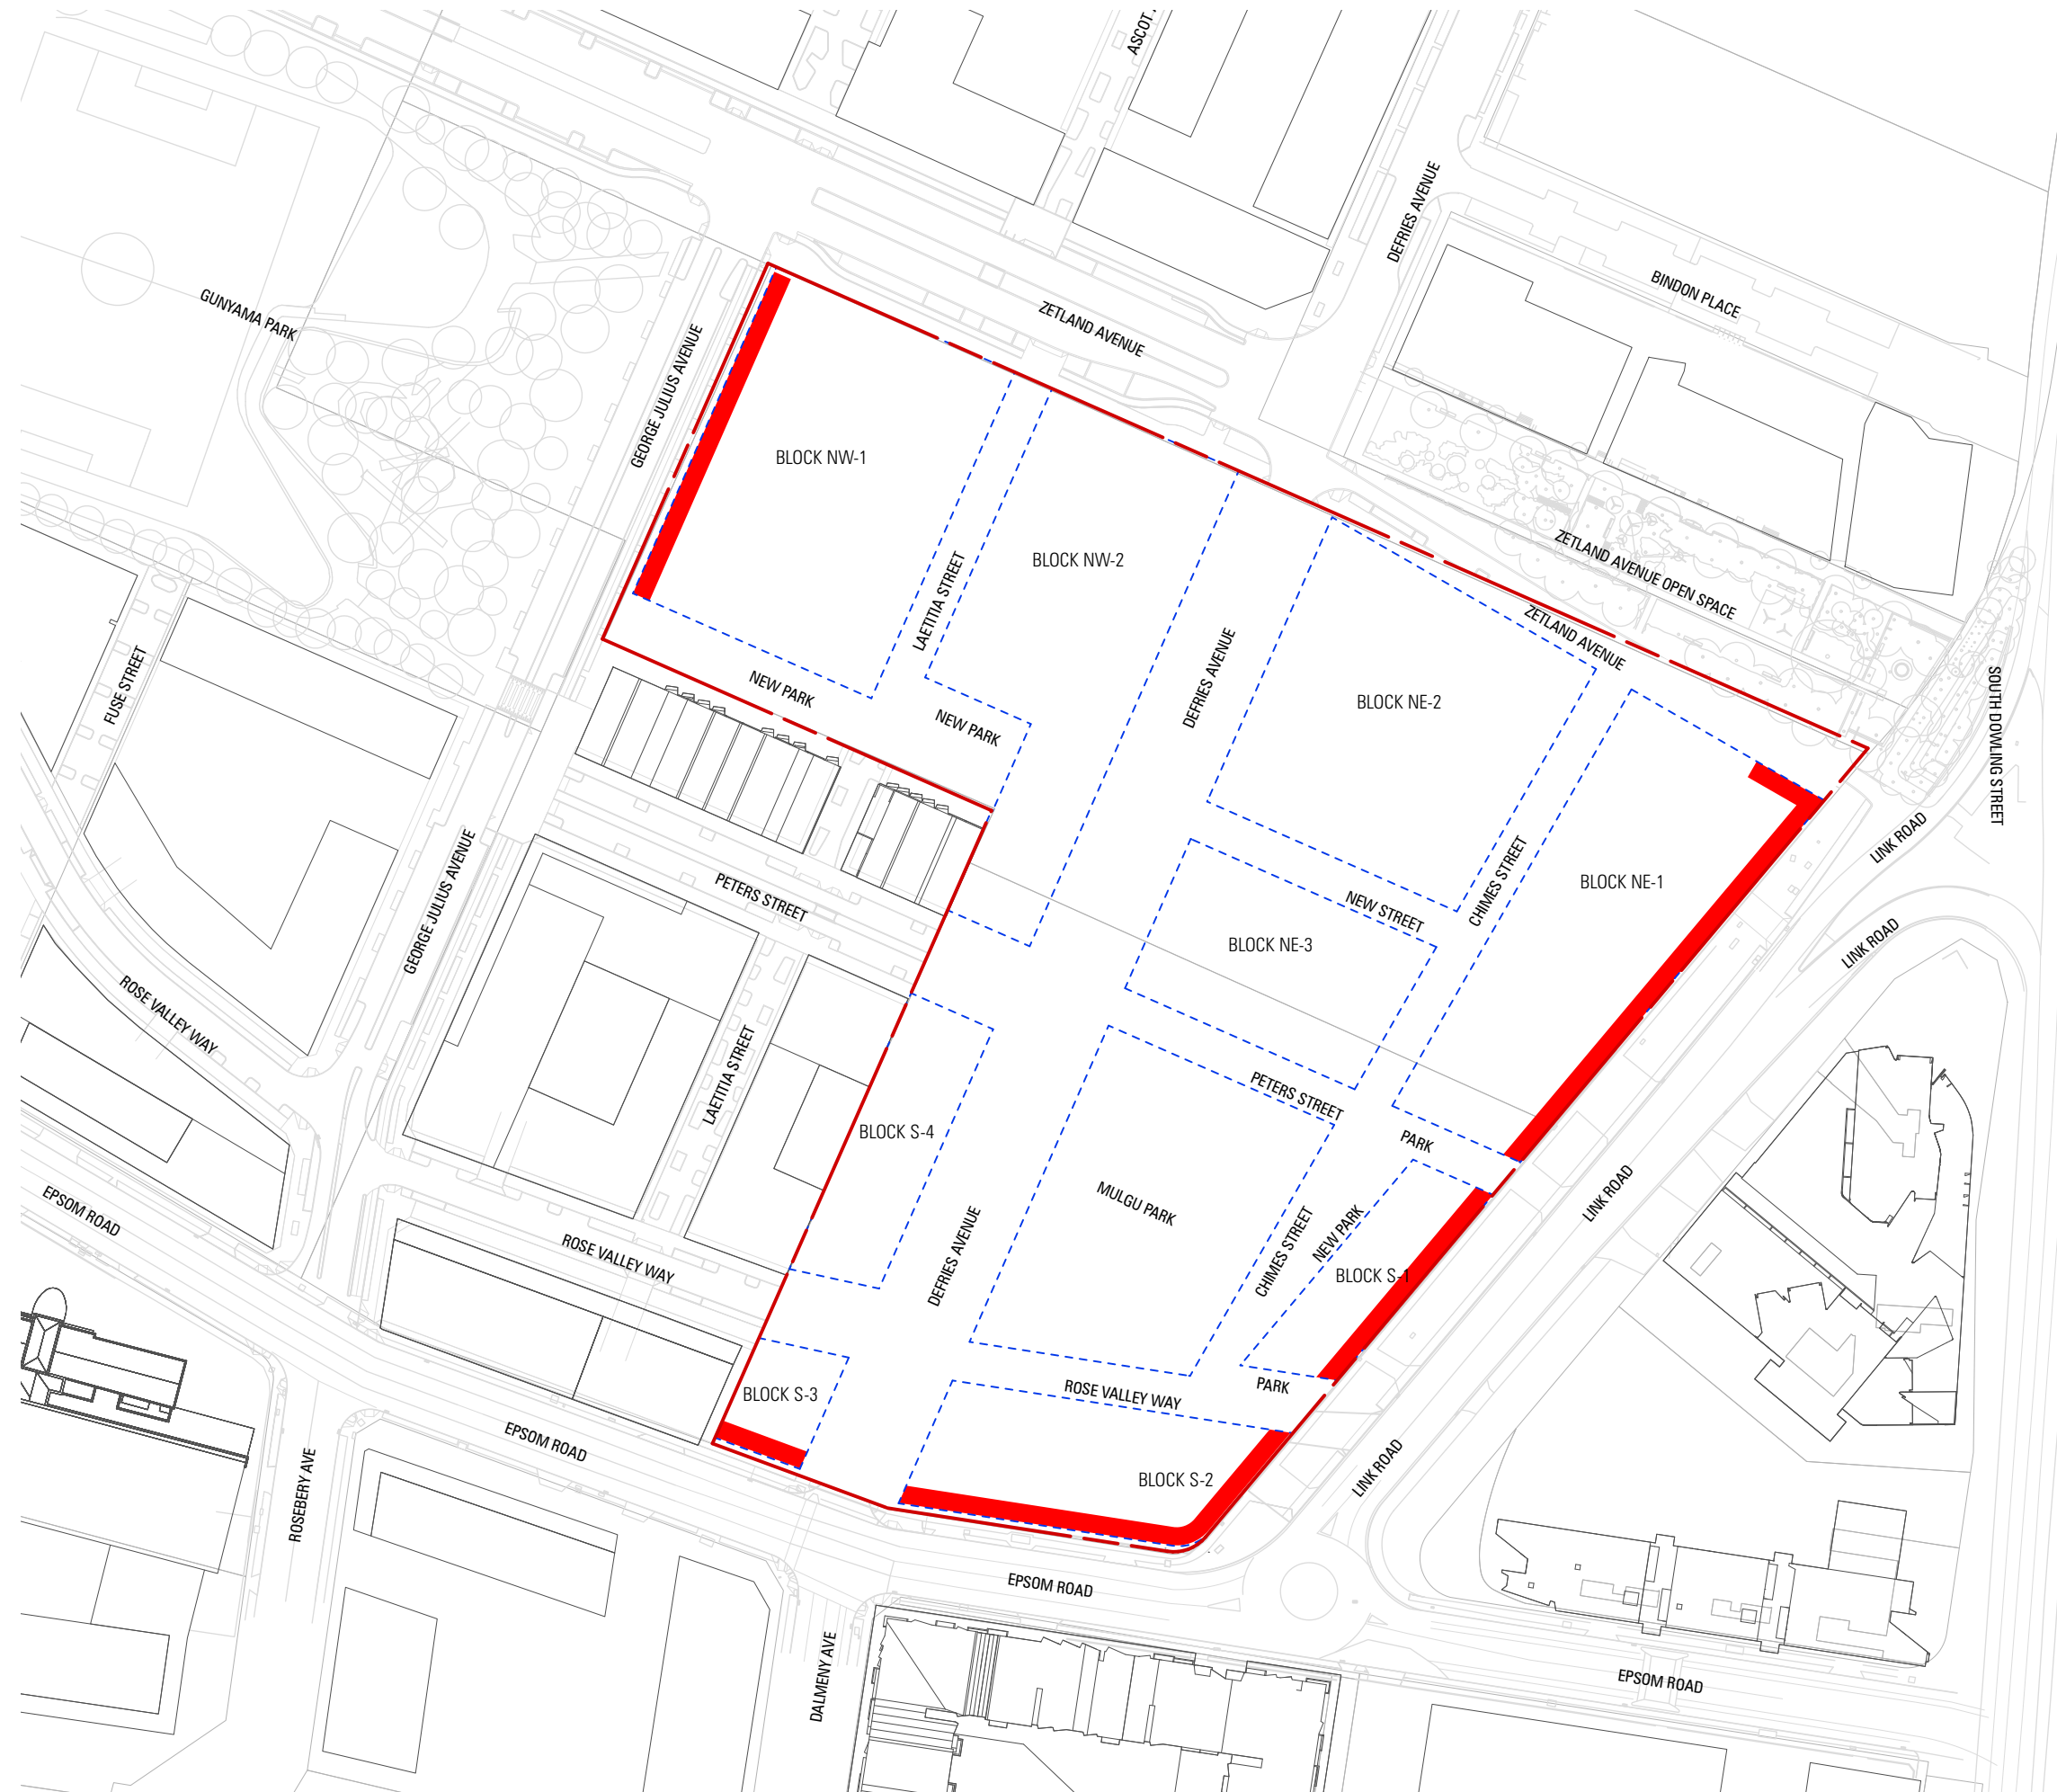 ASCOT
DEFRIES AVENUE
BINDON PLACE
GUNYAMA PARK
ZETLAND AVENUE
GEORGE JULIUS AVENUE
BLOCK NW-1
BLOCK NW-2
LAETITIA STREET
ZETLAND AVENUE OPEN SPACE
ZETLAND AVENUE
FUSE STREET
NEW PARK
NEW PARK
DEFRIES AVENUE
BLOCK NE-2
SOUTH DOWLING STREET
LINK ROAD
GEORGE JULIUS AVENUE
PETERS STREET
CHIMES STREET
BLOCK NE-1
NEW STREET
BLOCK NE-3
LINK ROAD
ROSE VALLEY WAY
LAETITIA STREET
PETERS STREET
BLOCK S-4
PARK
EPSOM ROAD
MULGU PARK
LINK ROAD
ROSE VALLEY WAY
DEFRIES AVENUE
CHIMES STREET
NEW PARK
BLOCK S-1
BLOCK S-3
ROSE VALLEY WAY
PARK
EPSOM ROAD
ROSEBERY AVE
BLOCK S-2
LINK ROAD
EPSOM ROAD
DALMENY AVE
EPSOM ROAD